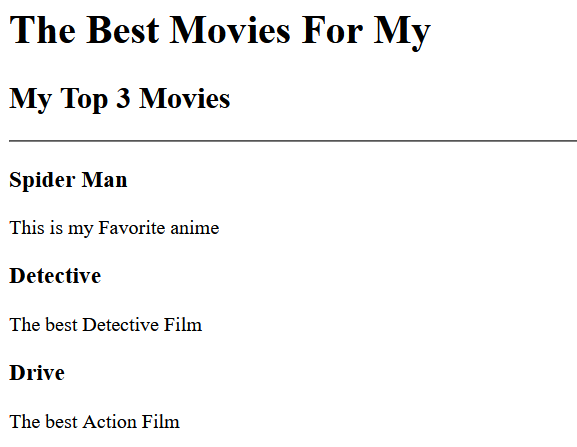 The Best Movies For My
My Top 3 Movies
Spider Man
This is my Favorite anime
Detective
The best Detective Film
Drive
The best Action Film